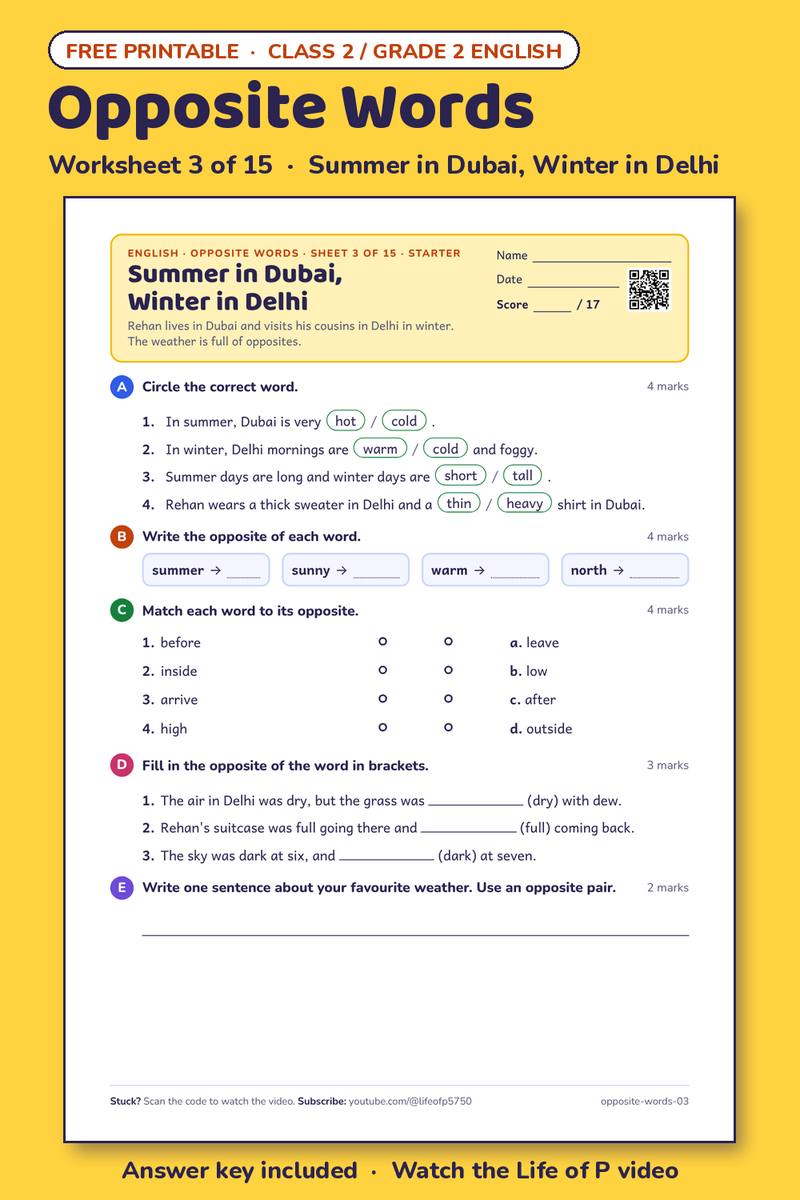 FREE PRINTABLE · CLASS 2 / GRADE 2 ENGLISH
Opposite Words
Worksheet 3 of 15 · Summer in Dubai, Winter in Delhi
ENGLISH · OPPOSITE WORDS · SHEET 3 OF 15 · STARTER
Summer in Dubai,
Winter in Delhi
Rehan lives in Dubai and visits his cousins in Delhi in winter.
The weather is full of opposites.
Name
Date
Score / 17
A Circle the correct word. 4 marks
1. In summer, Dubai is very hot / cold .
2. In winter, Delhi mornings are warm / cold and foggy.
3. Summer days are long and winter days are short / tall .
4. Rehan wears a thick sweater in Delhi and a thin / heavy shirt in Dubai.
B Write the opposite of each word. 4 marks
summer → sunny → warm → north →
C Match each word to its opposite. 4 marks
1. before a. leave
2. inside b. low
3. arrive c. after
4. high d. outside
D Fill in the opposite of the word in brackets. 3 marks
1. The air in Delhi was dry, but the grass was ____________ (dry) with dew.
2. Rehan's suitcase was full going there and ____________ (full) coming back.
3. The sky was dark at six, and ____________ (dark) at seven.
E Write one sentence about your favourite weather. Use an opposite pair. 2 marks
Stuck? Scan the code to watch the video. Subscribe: youtube.com/@lifeofp5750 opposite-words-03
Answer key included · Watch the Life of P video